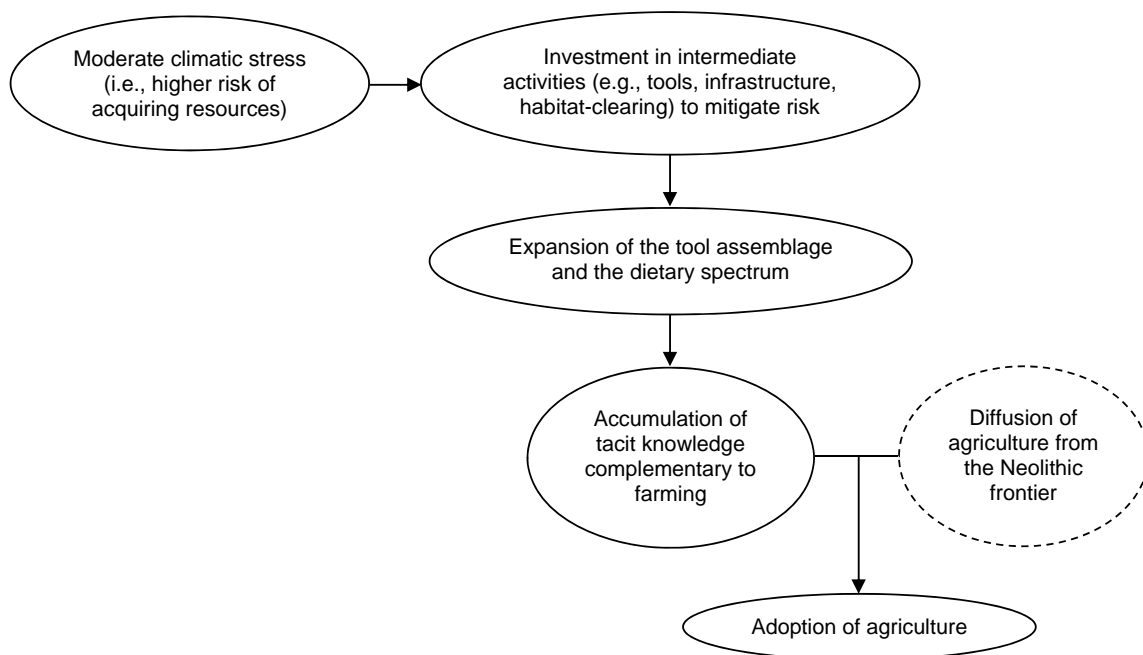 Moderate climatic stress
(i.e., higher risk of
acquiring resources)
Investment in intermediate
activities (e.g., tools, infrastructure,
habitat-clearing) to mitigate risk
Expansion of the tool assemblage
and the dietary spectrum
Accumulation of
tacit knowledge
complementary to
farming
Diffusion of
agriculture from
the Neolithic
frontier
Adoption of agriculture